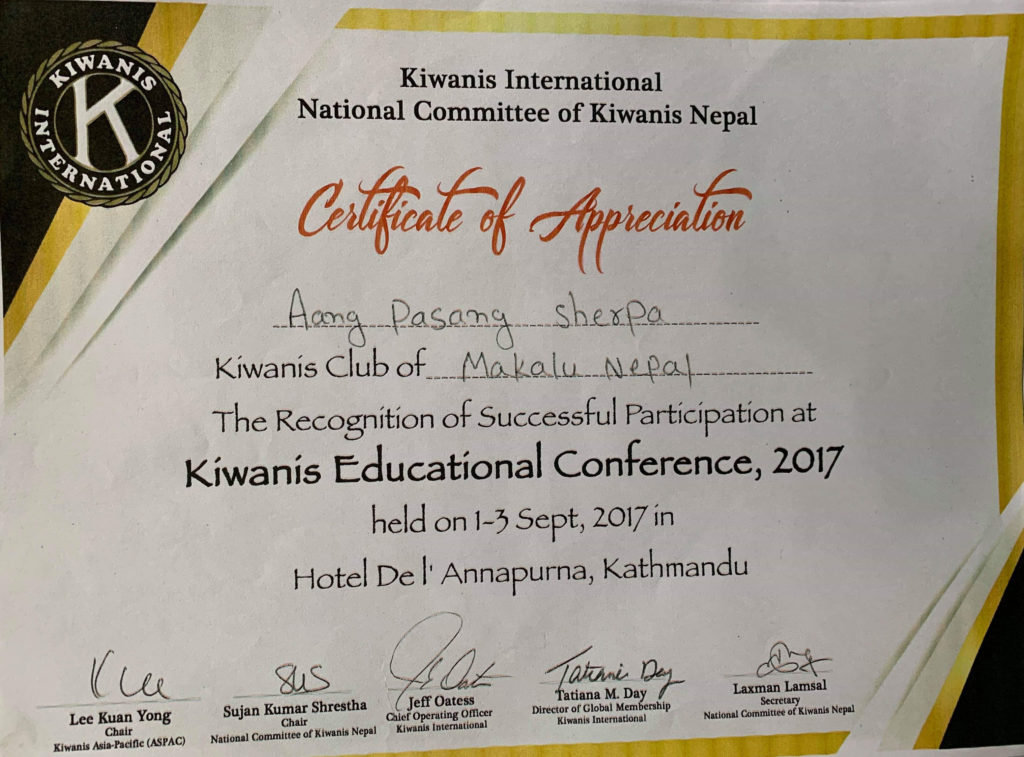 KIWANIS
K
INTERNATIONAL
Kiwanis International
National Committee of Kiwanis Nepal
Certificate of Appreciation
Aang Pasang Sherpa
Kiwanis Club of Makalu Nepal
The Recognition of Successful Participation at
Kiwanis Educational Conference, 2017
held on 1-3 Sept, 2017 in
Hotel De l' Annapurna, Kathmandu
K Lee
Lee Kuan Yong
Chair
Kiwanis Asia-Pacific (ASPAC)
SKS
Sujan Kumar Shrestha
Chair
National Committee of Kiwanis Nepal
Jeff Oatess
Chief Operating Officer
Kiwanis International
Tatiana Day
Tatiana M. Day
Director of Global Membership
Kiwanis International
Laxman Lamsal
Secretary
National Committee of Kiwanis Nepal